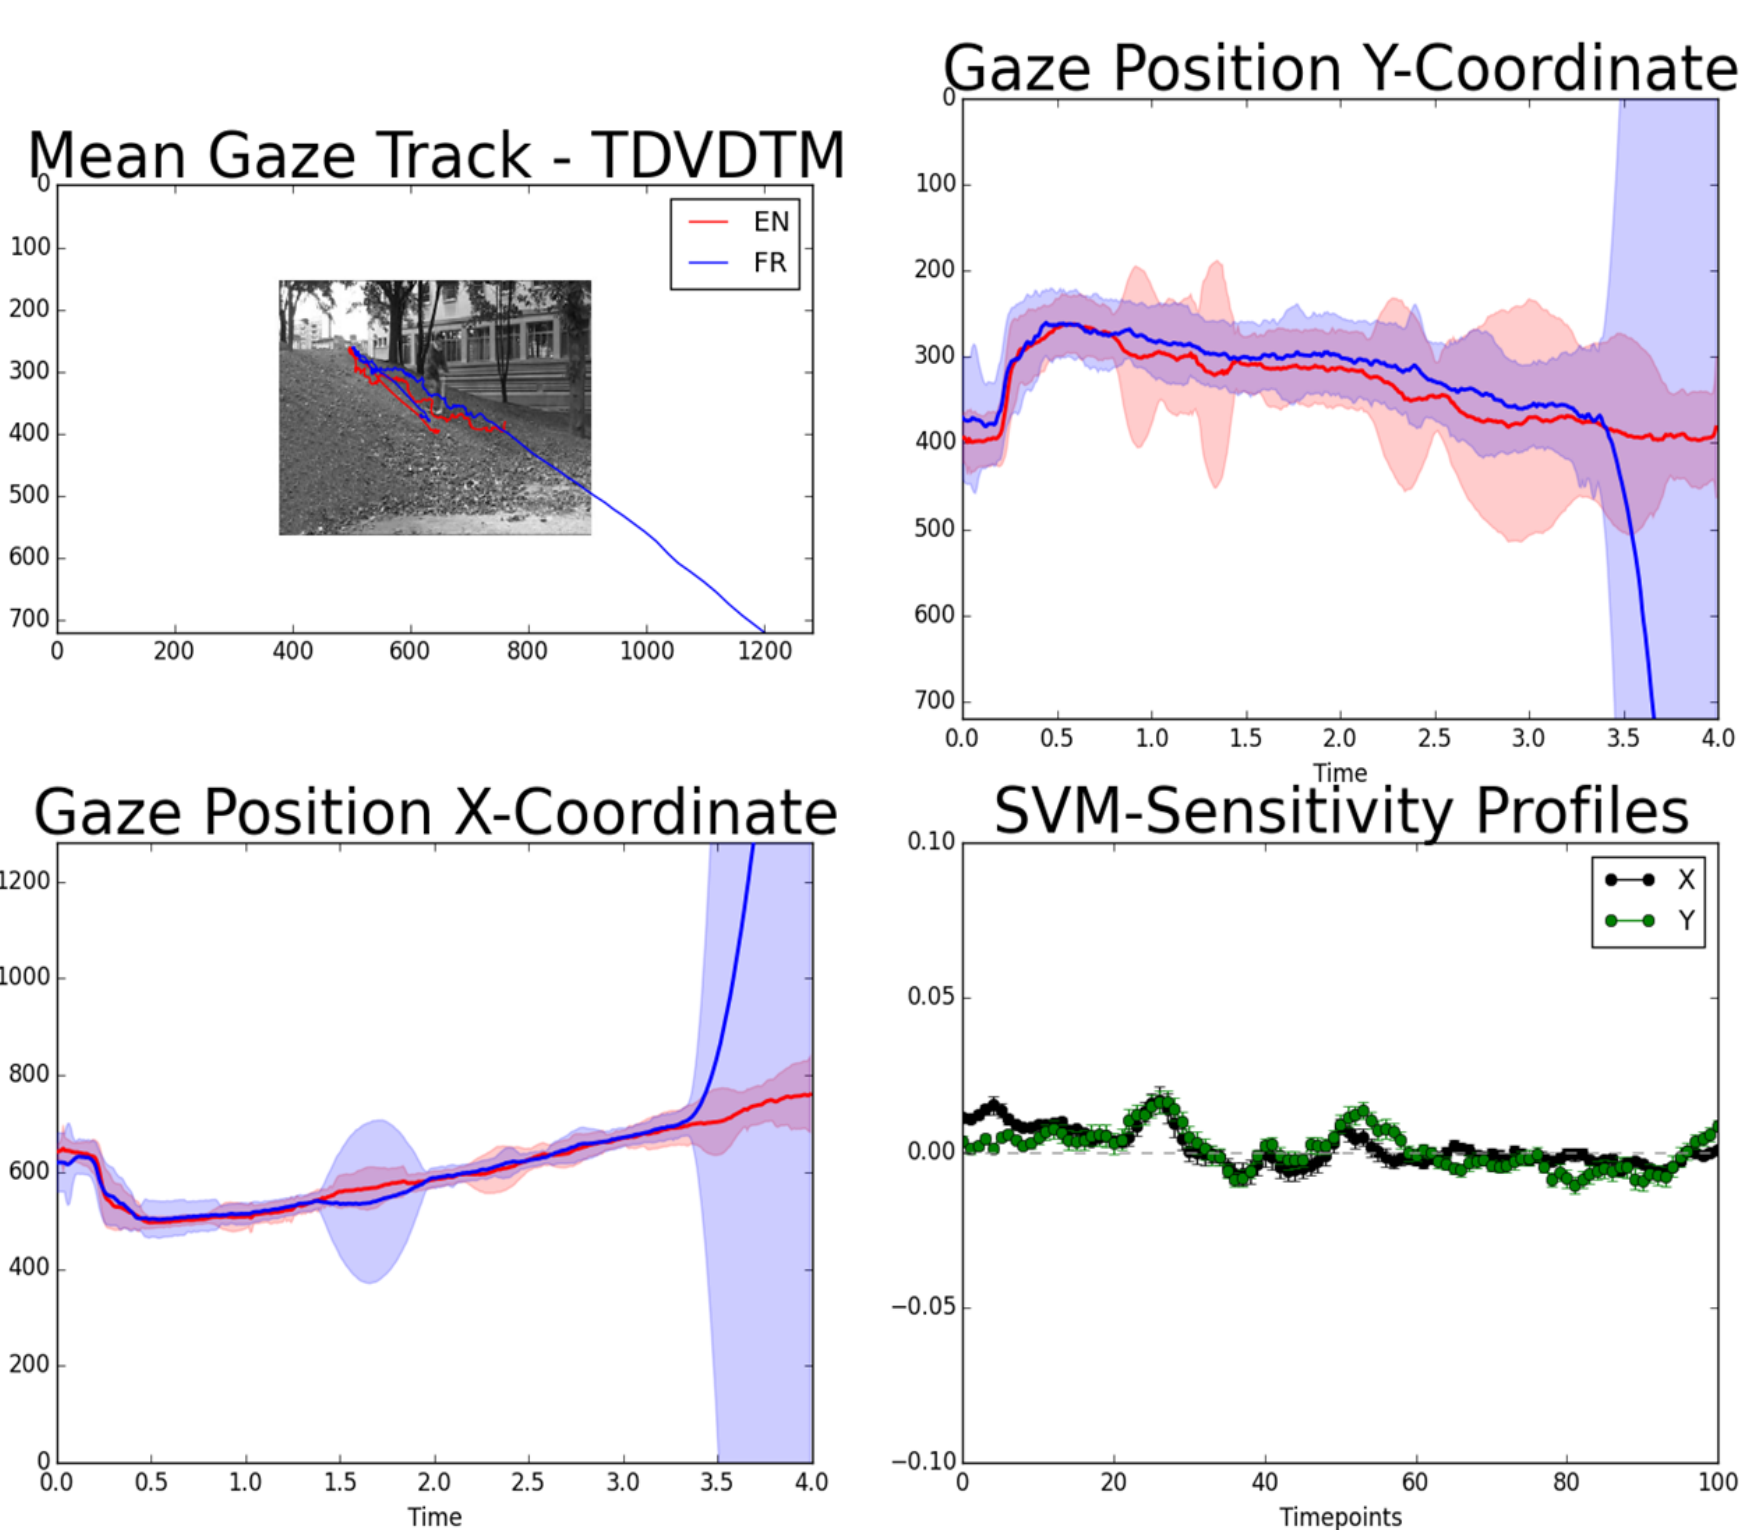 Mean Gaze Track - TDVDTM
0
100
200
300
400
500
600
700
0 200 400 600 800 1000 1200
EN
FR
Gaze Position Y-Coordinate
0
100
200
300
400
500
600
700
0.0 0.5 1.0 1.5 2.0 2.5 3.0 3.5 4.0
Time
Gaze Position X-Coordinate
1200
1000
800
600
400
200
0
0.0 0.5 1.0 1.5 2.0 2.5 3.0 3.5 4.0
Time
SVM-Sensitivity Profiles
0.10
0.05
0.00
−0.05
−0.10
0 20 40 60 80 100
Timepoints
X
Y